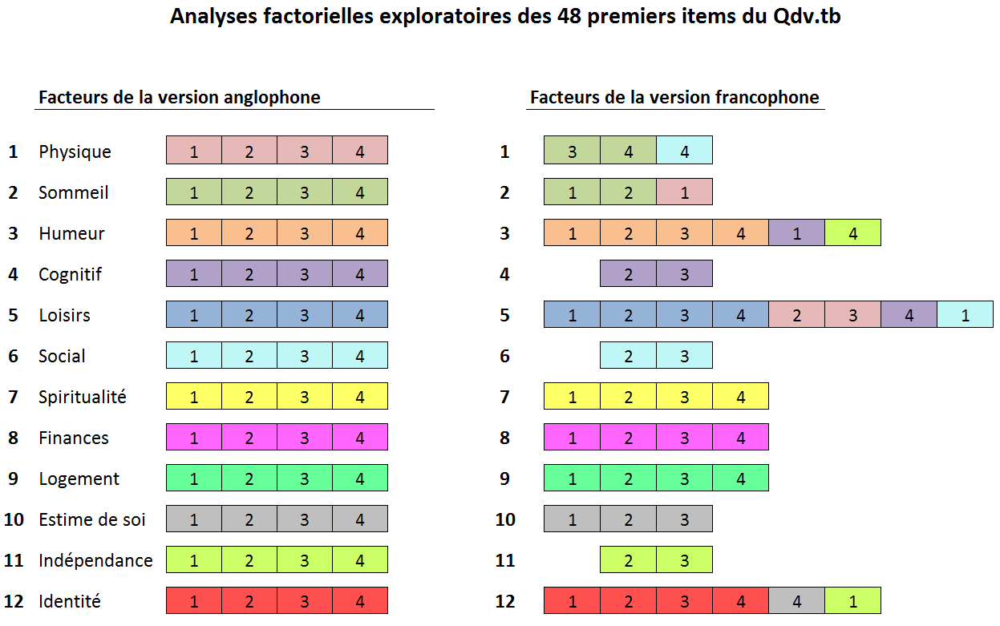 Analyses factorielles exploratoires des 48 premiers items du Qdv.tb
Facteurs de la version anglophone Facteurs de la version francophone
1 Physique 1 2 3 4 1 3 4 4
2 Sommeil 1 2 3 4 2 1 2 1
3 Humeur 1 2 3 4 3 1 2 3 4 1 4
4 Cognitif 1 2 3 4 4 2 3
5 Loisirs 1 2 3 4 5 1 2 3 4 2 3 4 1
6 Social 1 2 3 4 6 2 3
7 Spiritualité 1 2 3 4 7 1 2 3 4
8 Finances 1 2 3 4 8 1 2 3 4
9 Logement 1 2 3 4 9 1 2 3 4
10 Estime de soi 1 2 3 4 10 1 2 3
11 Indépendance 1 2 3 4 11 2 3
12 Identité 1 2 3 4 12 1 2 3 4 4 1